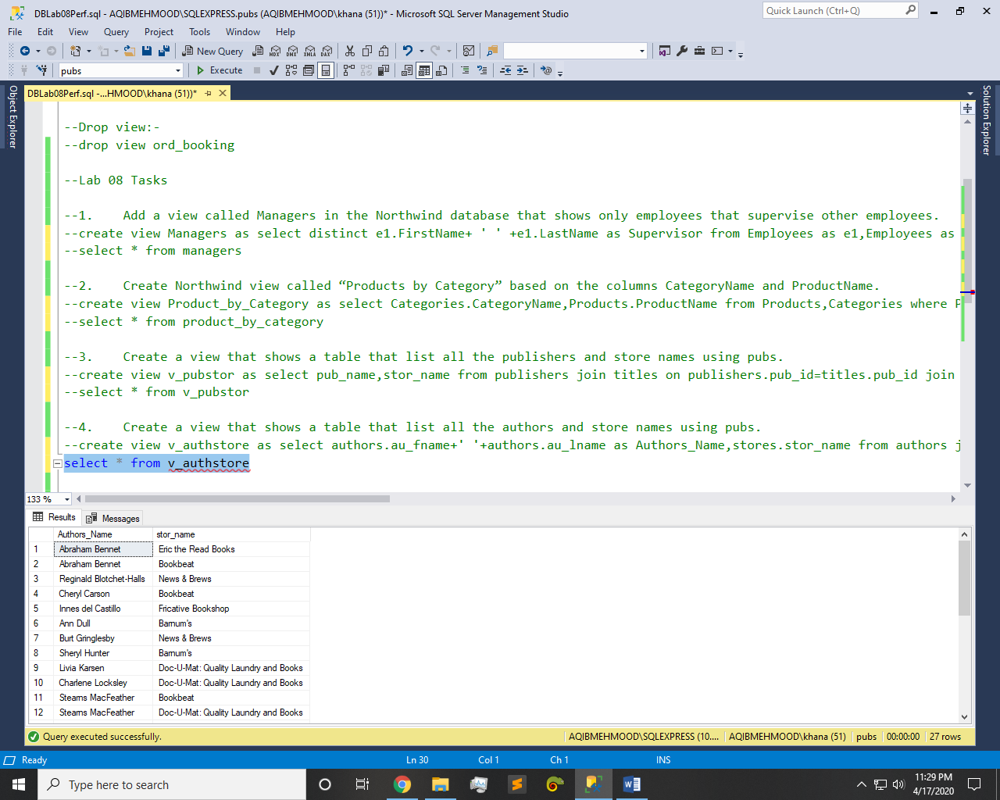 DBLab08Perf.sql - AQIBMEHMOOD\SQLEXPRESS.pubs (AQIBMEHMOOD\khana (51))* - Microsoft SQL Server Management Studio
Quick Launch (Ctrl+Q)
File Edit View Query Project Tools Window Help
New Query
MDX DMX XMLA DAX
pubs
Execute
DBLab08Perf.sql -...HMOOD\khana (51))*
Object Explorer
Solution Explorer
--Drop view:-
--drop view ord_booking
--Lab 08 Tasks
--1.    Add a view called Managers in the Northwind database that shows only employees that supervise other employees.
--create view Managers as select distinct e1.FirstName+ ' ' +e1.LastName as Supervisor from Employees as e1,Employees as
--select * from managers
--2.    Create Northwind view called “Products by Category” based on the columns CategoryName and ProductName.
--create view Product_by_Category as select Categories.CategoryName,Products.ProductName from Products,Categories where P
--select * from product_by_category
--3.    Create a view that shows a table that list all the publishers and store names using pubs.
--create view v_pubstor as select pub_name,stor_name from publishers join titles on publishers.pub_id=titles.pub_id join
--select * from v_pubstor
--4.    Create a view that shows a table that list all the authors and store names using pubs.
--create view v_authstore as select authors.au_fname+' '+authors.au_lname as Authors_Name,stores.stor_name from authors j
select * from v_authstore
133 %
Results Messages
Authors_Name stor_name
1 Abraham Bennet Eric the Read Books
2 Abraham Bennet Bookbeat
3 Reginald Blotchet-Halls News & Brews
4 Cheryl Carson Bookbeat
5 Innes del Castillo Fricative Bookshop
6 Ann Dull Barnum's
7 Burt Gringlesby News & Brews
8 Sheryl Hunter Barnum's
9 Livia Karsen Doc-U-Mat: Quality Laundry and Books
10 Charlene Locksley Doc-U-Mat: Quality Laundry and Books
11 Stearns MacFeather Bookbeat
12 Stearns MacFeather Doc-U-Mat: Quality Laundry and Books
Query executed successfully. AQIBMEHMOOD\SQLEXPRESS (10.... AQIBMEHMOOD\khana (51) pubs 00:00:00 27 rows
Ready Ln 30 Col 1 Ch 1 INS
Type here to search
11:29 PM
4/17/2020